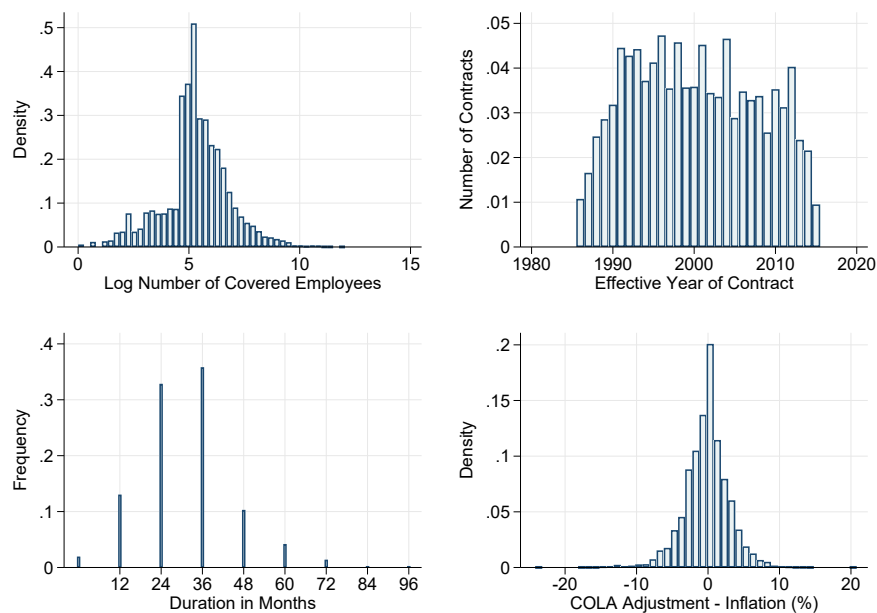 Density
.5
.4
.3
.2
.1
0
0 5 10 15
Log Number of Covered Employees
Number of Contracts
.05
.04
.03
.02
.01
0
1980 1990 2000 2010 2020
Effective Year of Contract
Frequency
.4
.3
.2
.1
0
12 24 36 48 60 72 84 96
Duration in Months
Density
.2
.15
.1
.05
0
-20 -10 0 10 20
COLA Adjustment - Inflation (%)